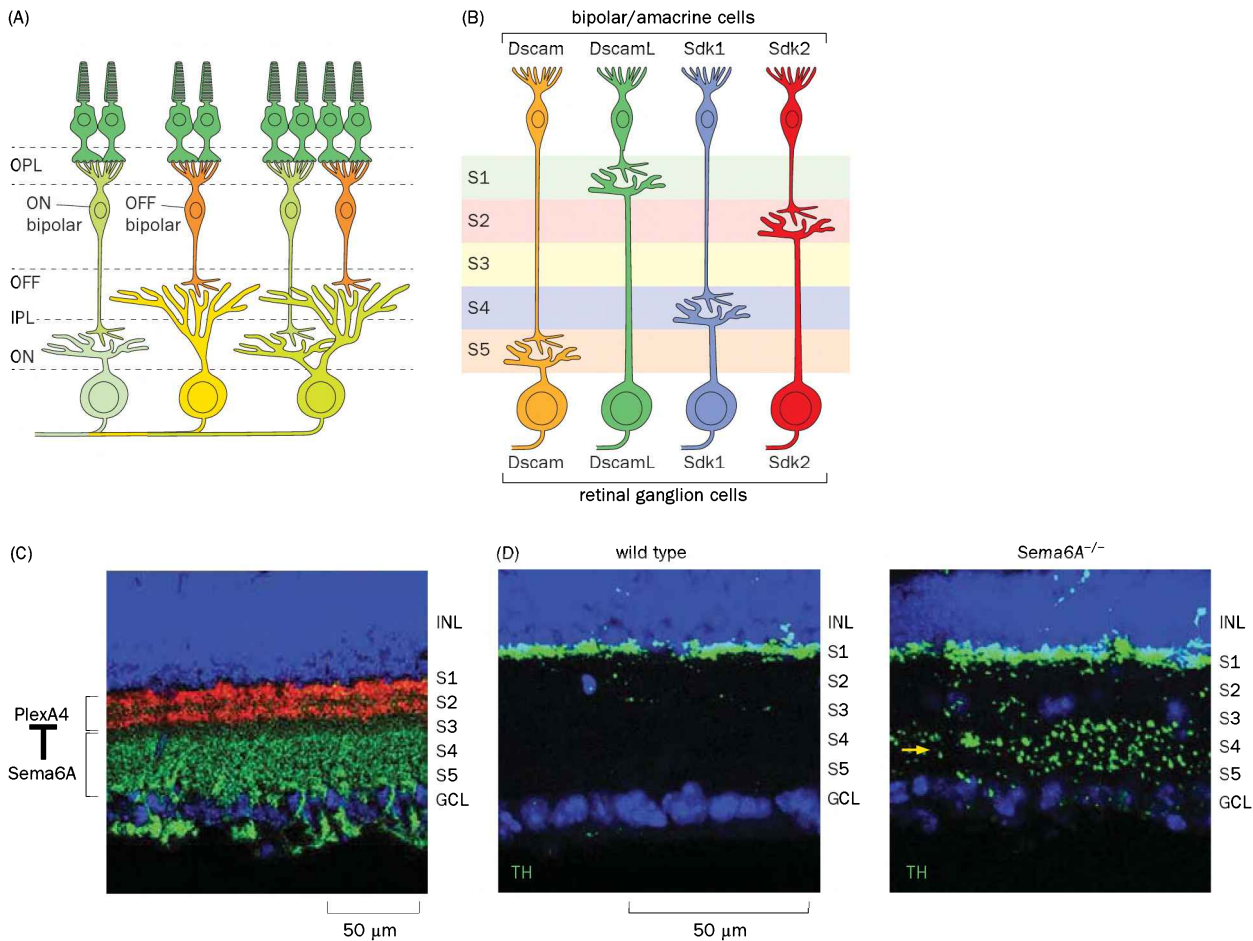 (A)
OPL
ON
bipolar
OFF
bipolar
OFF
IPL
ON
(B)
bipolar/amacrine cells
Dscam DscamL Sdk1 Sdk2
S1
S2
S3
S4
S5
Dscam DscamL Sdk1 Sdk2
retinal ganglion cells
(C)
PlexA4
Sema6A
INL
S1
S2
S3
S4
S5
GCL
50 μm
(D)
wild type
INL
S1
S2
S3
S4
S5
GCL
TH
50 μm
Sema6A–/–
INL
S1
S2
S3
S4
S5
GCL
TH